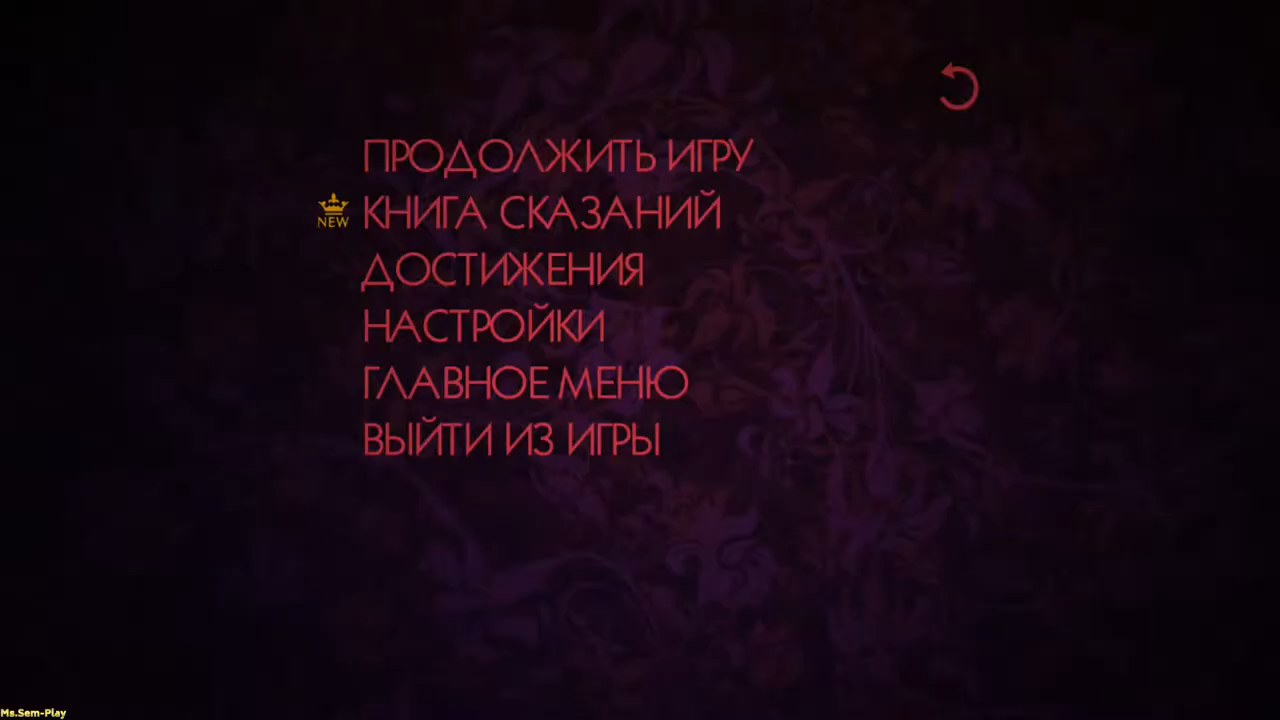 ПРОДОЛЖИТЬ ИГРУ
NEW КНИГА СКАЗАНИЙ
ДОСТИЖЕНИЯ
НАСТРОЙКИ
ГЛАВНОЕ МЕНЮ
ВЫЙТИ ИЗ ИГРЫ
Ms.Sem-Play